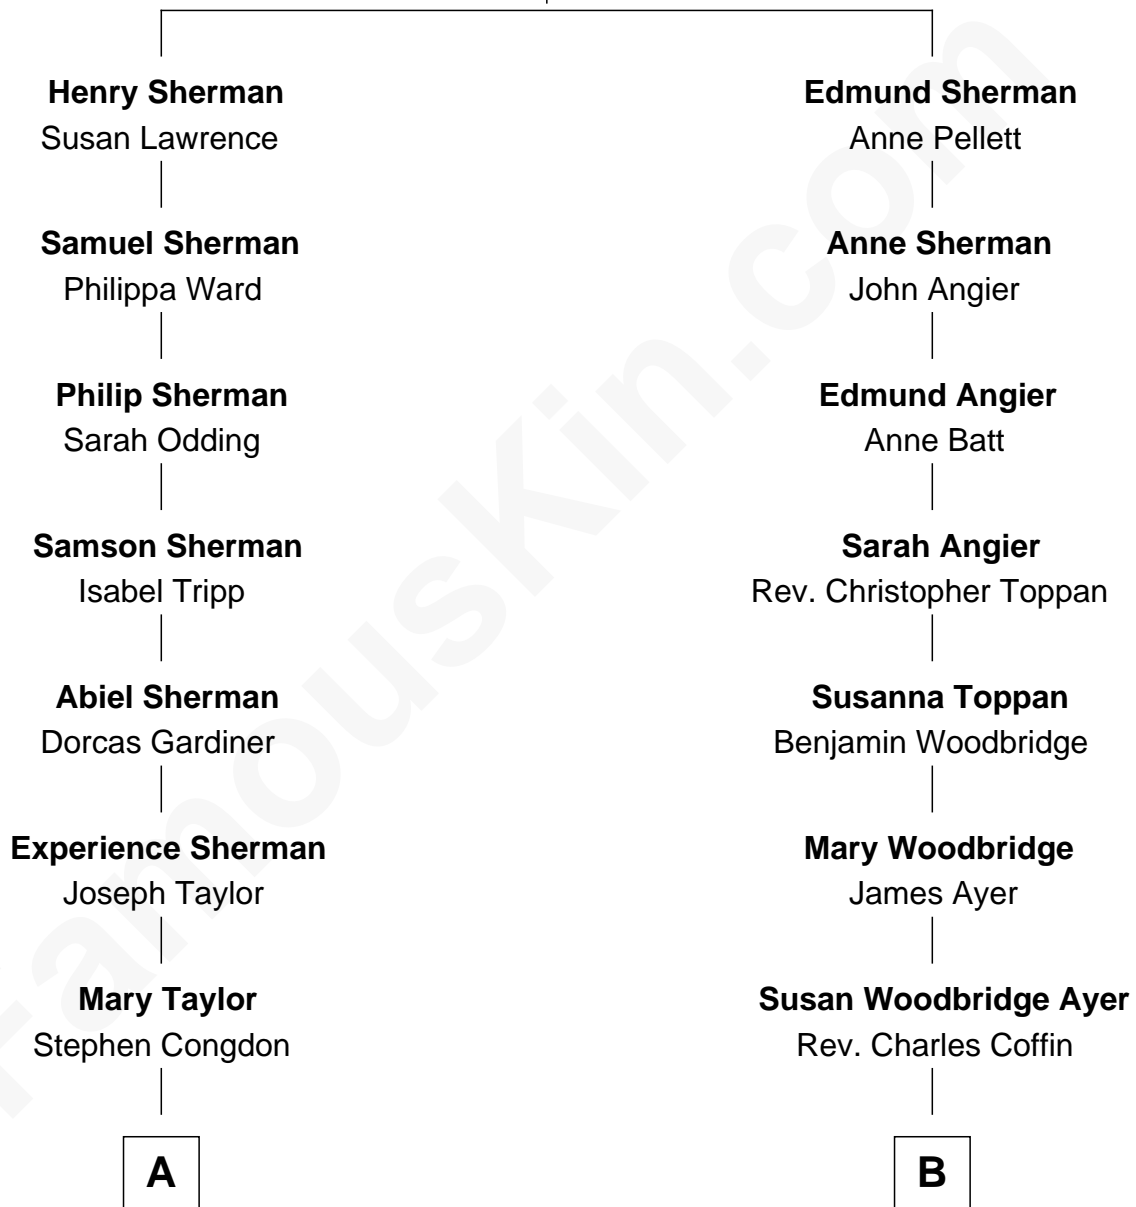 Henry Sherman
Susan Lawrence
Samuel Sherman
Philippa Ward
Philip Sherman
Sarah Odding
Samson Sherman
Isabel Tripp
Abiel Sherman
Dorcas Gardiner
Experience Sherman
Joseph Taylor
Mary Taylor
Stephen Congdon
A
Edmund Sherman
Anne Pellett
Anne Sherman
John Angier
Edmund Angier
Anne Batt
Sarah Angier
Rev. Christopher Toppan
Susanna Toppan
Benjamin Woodbridge
Mary Woodbridge
James Ayer
Susan Woodbridge Ayer
Rev. Charles Coffin
B
FamousKin.com